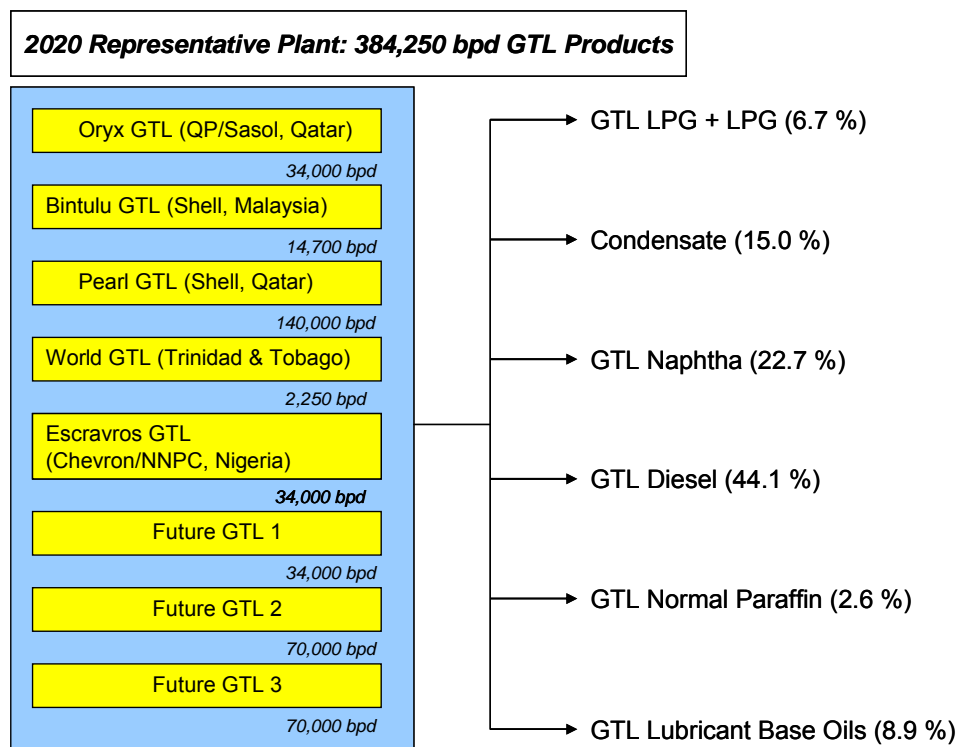 2020 Representative Plant: 384,250 bpd GTL Products
Oryx GTL (QP/Sasol, Qatar)
34,000 bpd
Bintulu GTL (Shell, Malaysia)
14,700 bpd
Pearl GTL (Shell, Qatar)
140,000 bpd
World GTL (Trinidad & Tobago)
2,250 bpd
Escravros GTL
(Chevron/NNPC, Nigeria)
34,000 bpd
Future GTL 1
34,000 bpd
Future GTL 2
70,000 bpd
Future GTL 3
70,000 bpd
GTL LPG + LPG (6.7 %)
Condensate (15.0 %)
GTL Naphtha (22.7 %)
GTL Diesel (44.1 %)
GTL Normal Paraffin (2.6 %)
GTL Lubricant Base Oils (8.9 %)